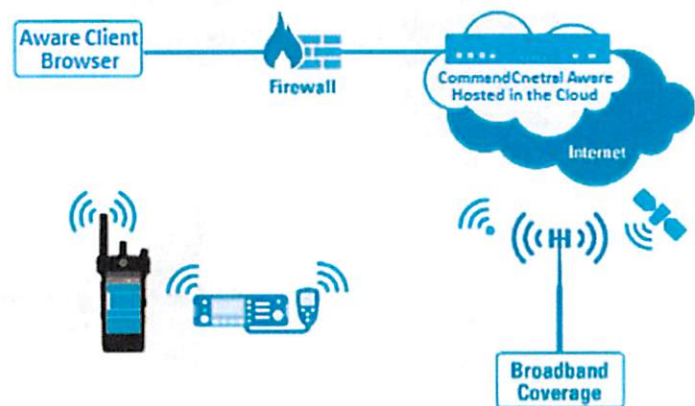 Aware Client
Browser
Firewall
CommandCnetral Aware
Hosted in the Cloud
Internet
Broadband
Coverage